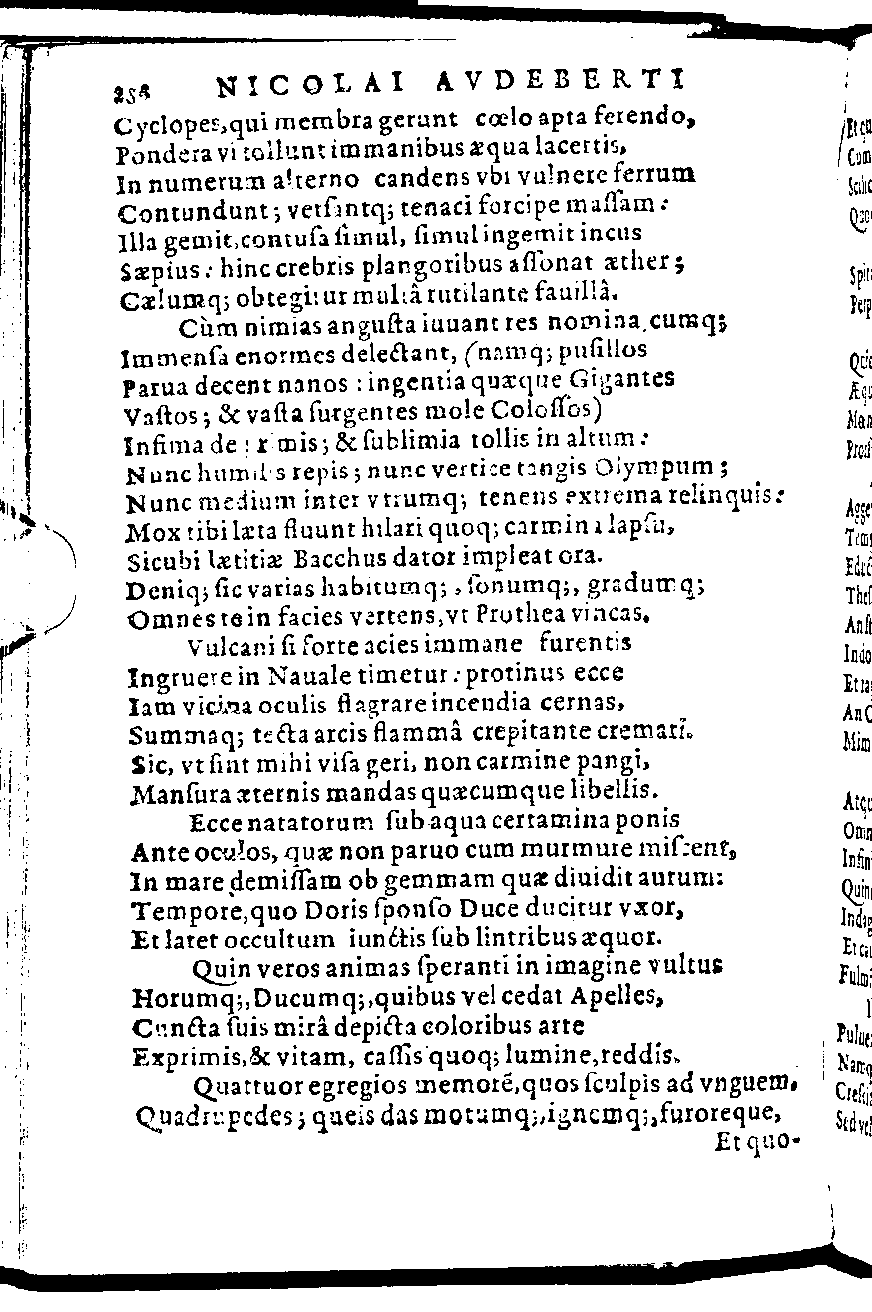 256 NICOLAI AVDEBERTI
Cyclopes, qui membra gerunt cœlo apta ferendo,
Pondera vi tollunt immanibus æqua lacertis,
In numerum alterno candens vbi vulnere ferrum
Contundunt; versantq; tenaci forcipe maſſam:
Illa gemit, contuſa ſimul, ſimul ingemit incus
Sæpius: hinc crebris plangoribus aſſonat æther;
Cælumq; obtegitur multâ rutilante fauillâ.
Cùm nimias anguſta iuuant res nomina, cumq;
Immenſa enormes delectant, (namq; puſillos
Parua decent nanos: ingentia quæque Gigantes
Vaſtos; & vaſta ſurgentes mole Coloſſos)
Infima deprimis; & ſublimia tollis in altum:
Nunc humilis repis; nunc vertice tangis Olympum;
Nunc medium inter vtrumq; tenens extrema relinquis:
Mox tibi læta fluunt hilari quoq; carmina lapſu,
Sicubi lætitiæ Bacchus dator impleat ora.
Deniq; ſic varias habitumq;, ſonumq;, gradumq;
Omnes te in facies vertens, vt Prothea vincas.
Vulcani ſi forte acies immane furentis
Ingruere in Nauale timetur: protinus ecce
Iam vicina oculis flagrare incendia cernas,
Summaq; tecta arcis flammâ crepitante cremari.
Sic, vt ſint mihi viſa geri, non carmine pangi,
Manſura æternis mandas quæcumque libellis.
Ecce natatorum ſub aqua certamina ponis
Ante oculos, quæ non paruo cum murmure miſcent,
In mare demiſſam ob gemmam quæ diuidit aurum:
Tempore, quo Doris ſponſo Duce ducitur vxor,
Et latet occultum iunctis ſub lintribus æquor.
Quin veros animas ſperanti in imagine vultus
Horumq;, Ducumq;, quibus vel cedat Apelles,
Cuncta ſuis mirâ depicta coloribus arte
Exprimis, & vitam, caſſis quoq; lumine, reddis.
Quattuor egregios memorē, quos ſculpis ad vnguem,
Quadrupedes; queis das motumq;, ignemq;, furoreque,
Et quo-